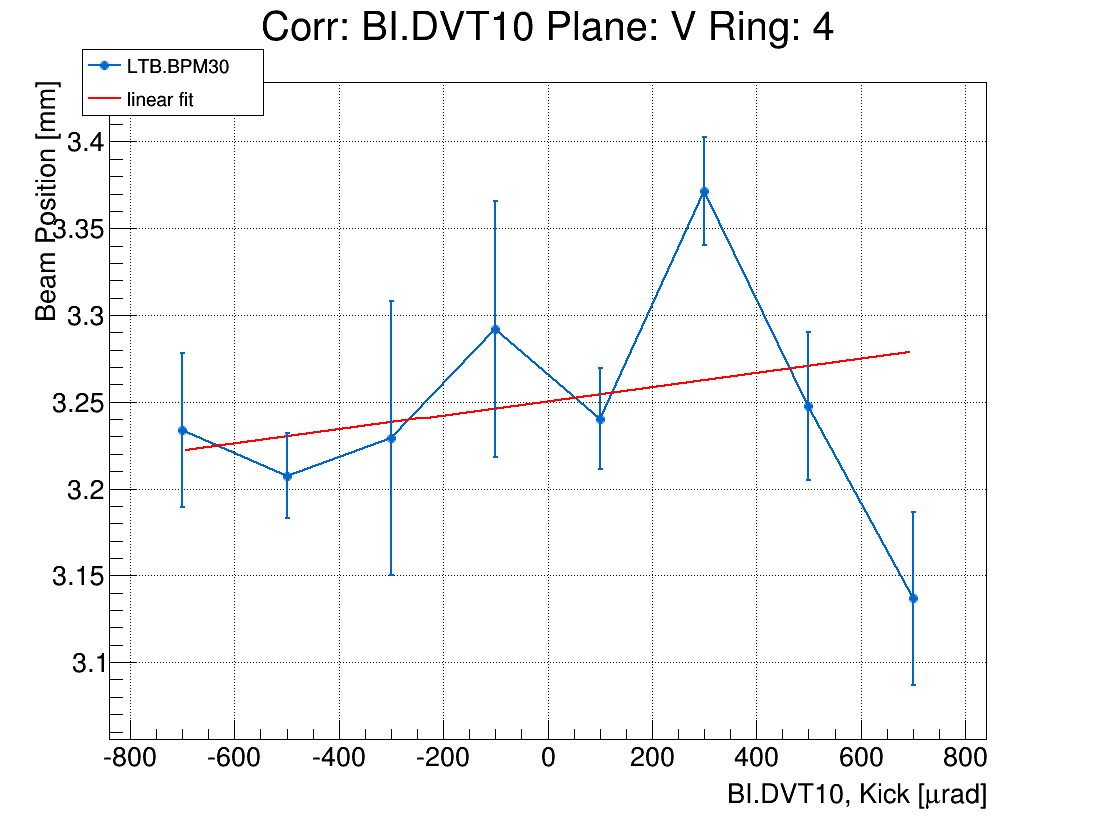 Corr: BI.DVT10 Plane: V Ring: 4
LTB.BPM30
linear fit
Beam Position [mm]
3.4
3.35
3.3
3.25
3.2
3.15
3.1
-800 -600 -400 -200 0 200 400 600 800
BI.DVT10, Kick [μrad]